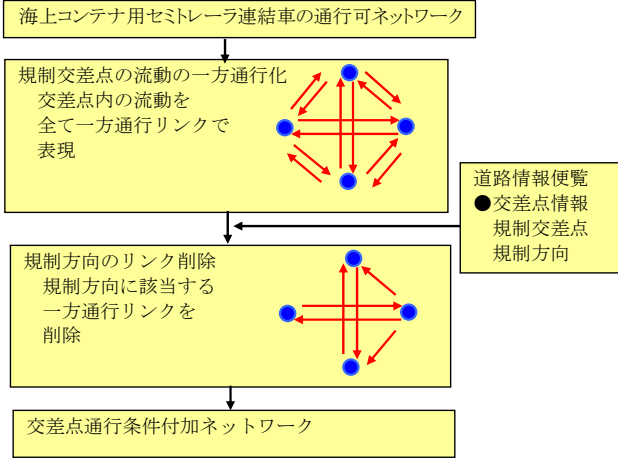 海上コンテナ用セミトレーラ連結車の通行可ネットワーク
規制交差点の流動の一方通行化
交差点内の流動を
全て一方通行リンクで
表現
道路情報便覧
●交差点情報
規制交差点
規制方向
規制方向のリンク削除
規制方向に該当する
一方通行リンクを
削除
交差点通行条件付加ネットワーク